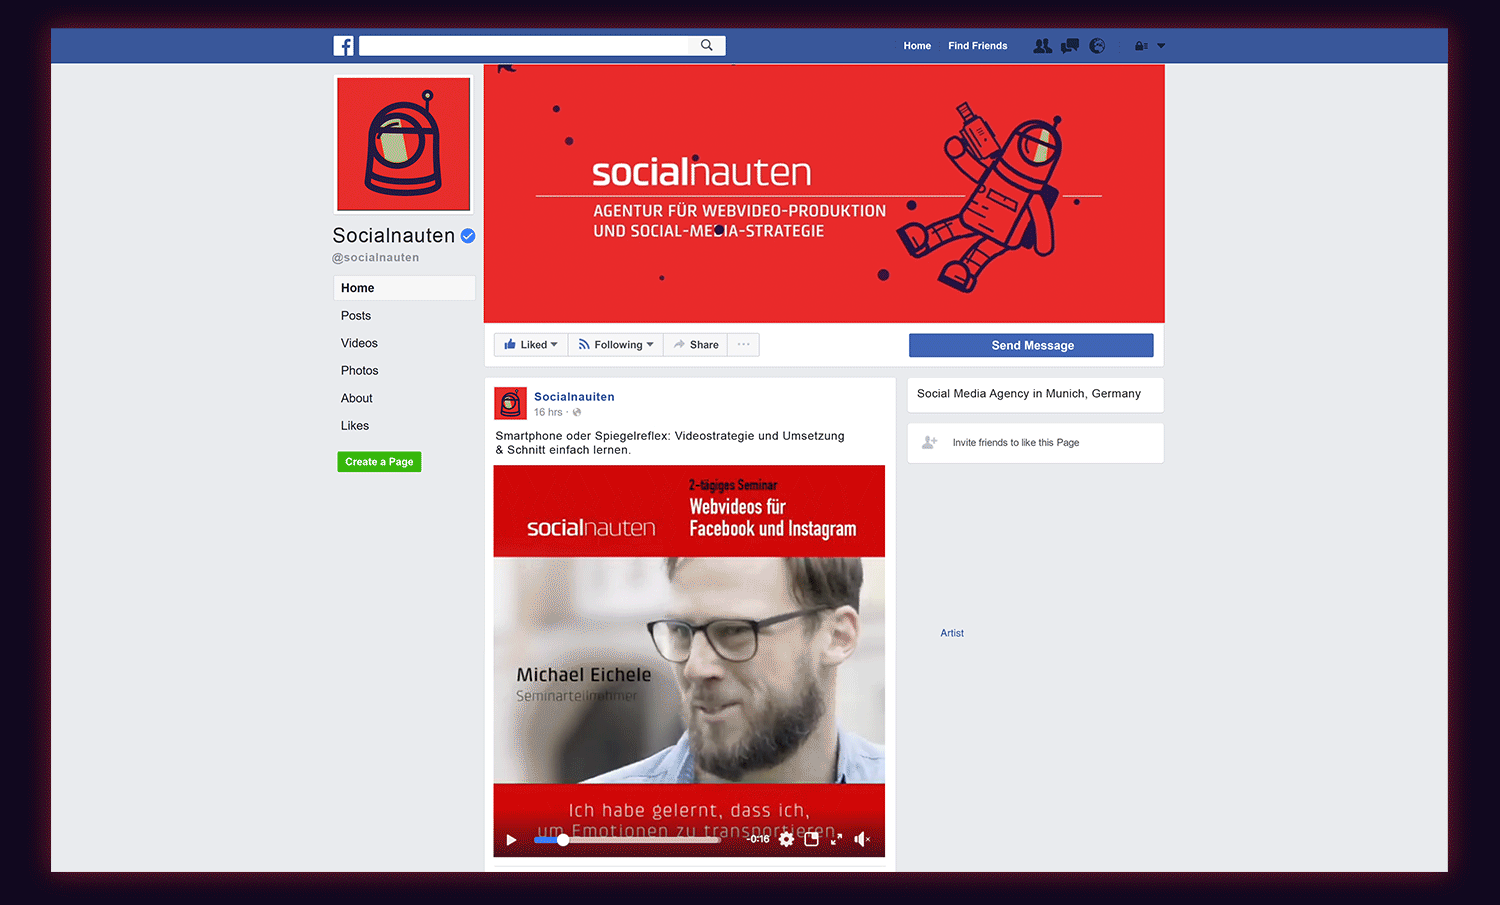 Home
Find Friends
socialnauten
AGENTUR FÜR WEBVIDEO-PRODUKTION
UND SOCIAL-MEDIA-STRATEGIE
Socialnauten
@socialnauten
Home
Posts
Videos
Photos
About
Likes
Create a Page
Liked
Following
Share
Send Message
Socialnauiten
16 hrs ·
Smartphone oder Spiegelreflex: Videostrategie und Umsetzung
& Schnitt einfach lernen.
2-tägiges Seminar
Webvideos für
Facebook und Instagram
socialnauten
Michael Eichele
Seminarteilnehmer
Ich habe gelernt, dass ich,
um Emotionen zu transportieren,
-0:16
Social Media Agency in Munich, Germany
Invite friends to like this Page
Artist